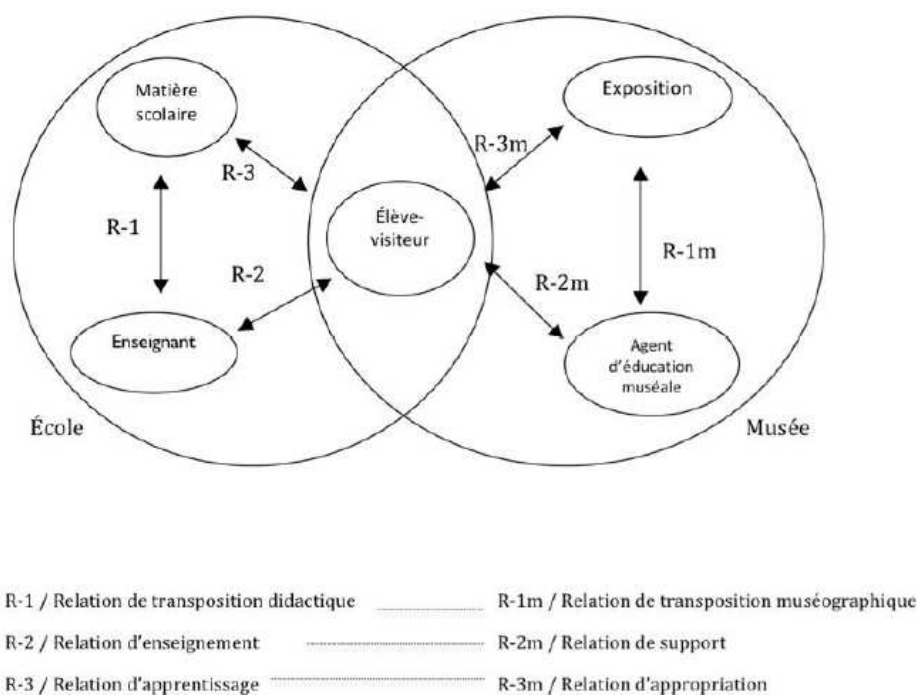 Matière
scolaire
Exposition
R-3m
R-3
Élève-
visiteur
R-1
R-1m
R-2
R-2m
Enseignant
Agent
d'éducation
muséale
École
Musée
R-1 / Relation de transposition didactique
R-1m / Relation de transposition muséographique
R-2 / Relation d'enseignement
R-2m / Relation de support
R-3 / Relation d'apprentissage
R-3m / Relation d'appropriation